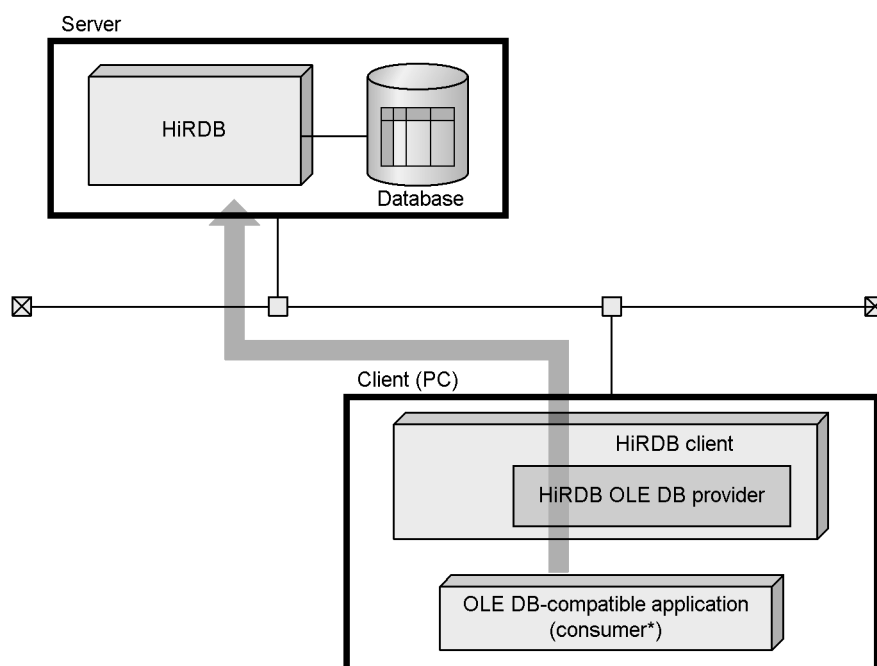 Server
HiRDB
Database
Client (PC)
HiRDB client
HiRDB OLE DB provider
OLE DB-compatible application
(consumer*)